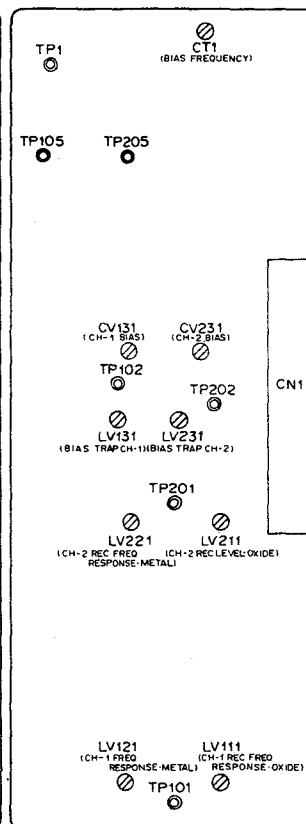 CT1
(BIAS FREQUENCY)
TP1
TP105 TP205
CV131 CV231
(CH-1 BIAS) (CH-2 BIAS)
TP102
CN1
TP202
LV131 LV231
(BIAS TRAP CH-1)(BIAS TRAP CH-2)
TP201
LV221 LV211
(CH-2 REC FREQ (CH-2 REC LEVEL·OXIDE)
RESPONSE·METAL)
LV121 LV111
(CH-1 FREQ (CH-1 REC FREQ
RESPONSE·METAL) RESPONSE·OXIDE)
TP101